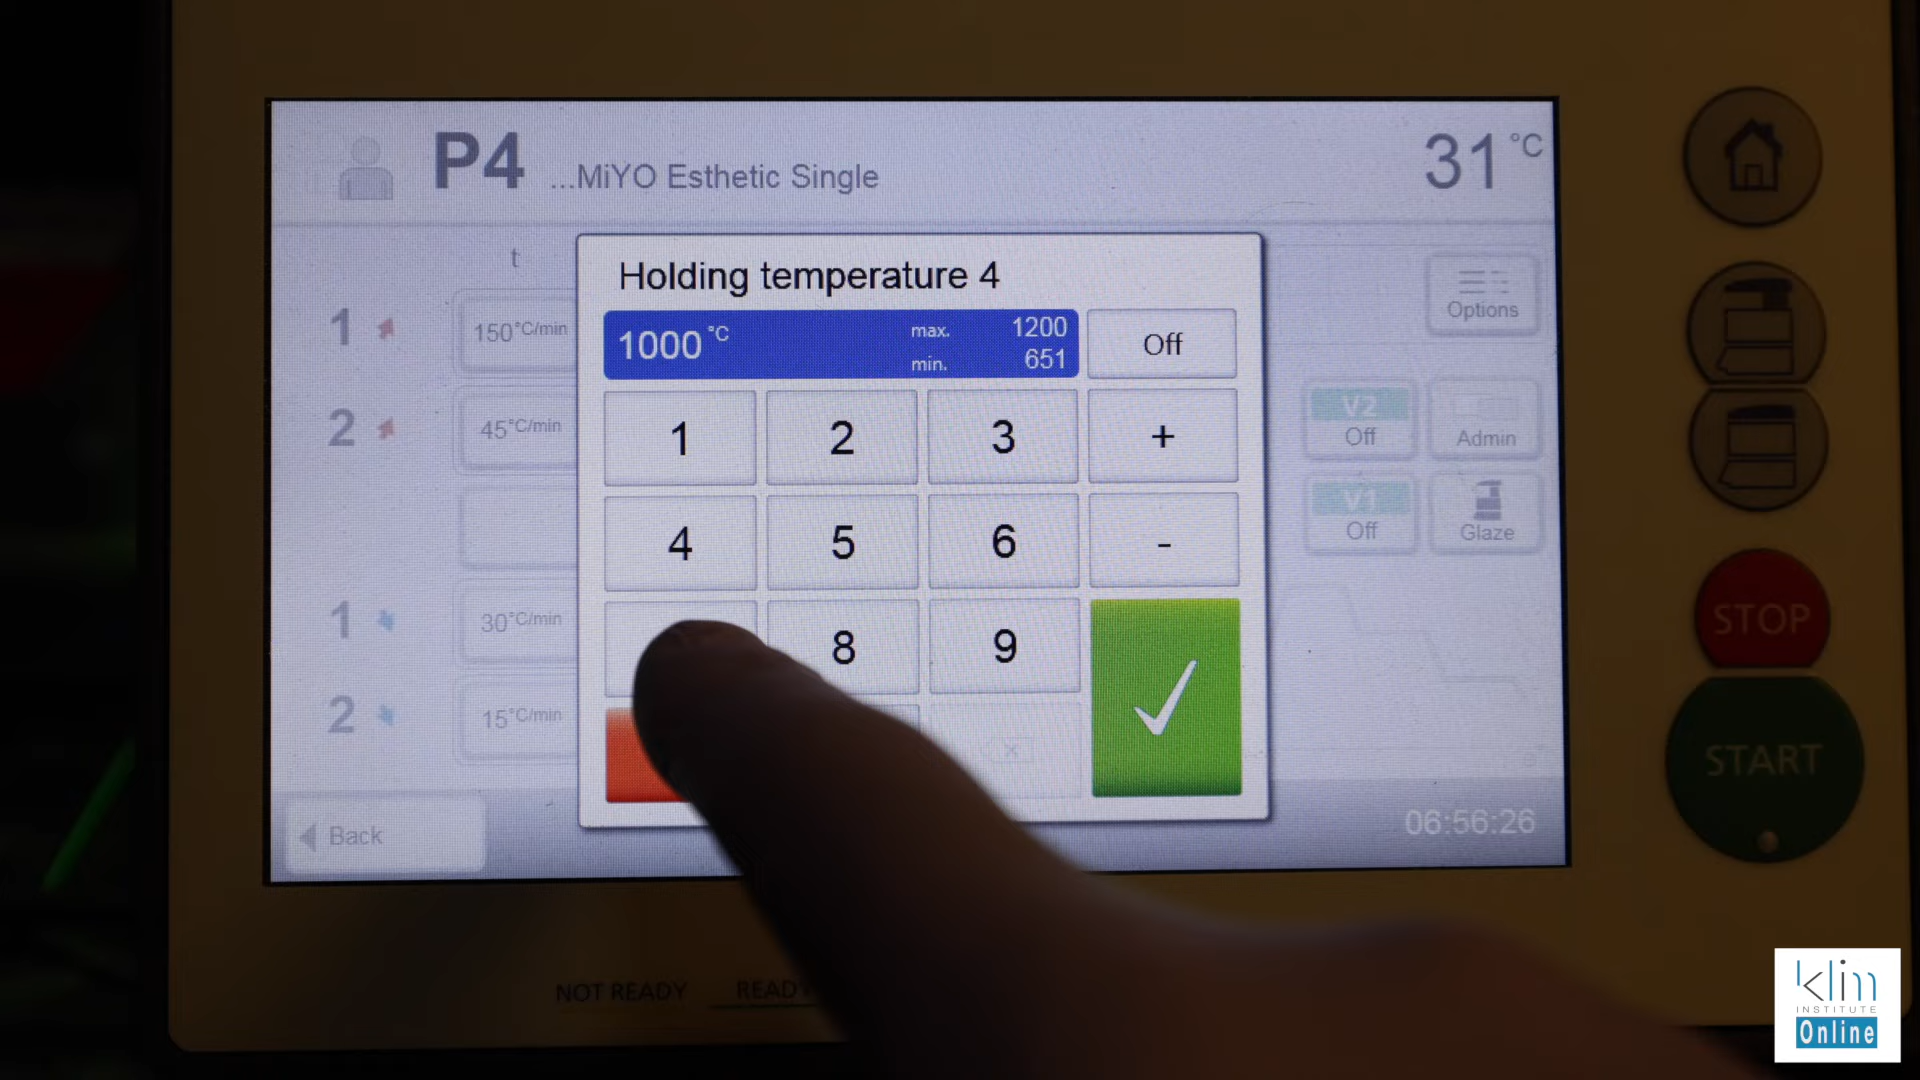 P4 ...MiYO Esthetic Single 31 °C
t
Holding temperature 4
1000 °C max. 1200
min. 651
Off
Options
1 150°C/min
1 2 3 +
2 45°C/min
V2
Off
Admin
4 5 6 -
V1
Off
Glaze
1 30°C/min
8 9
2 15°C/min
Back
06:56:26
STOP
START
NOT READY READY
klim
INSTITUTE
Online